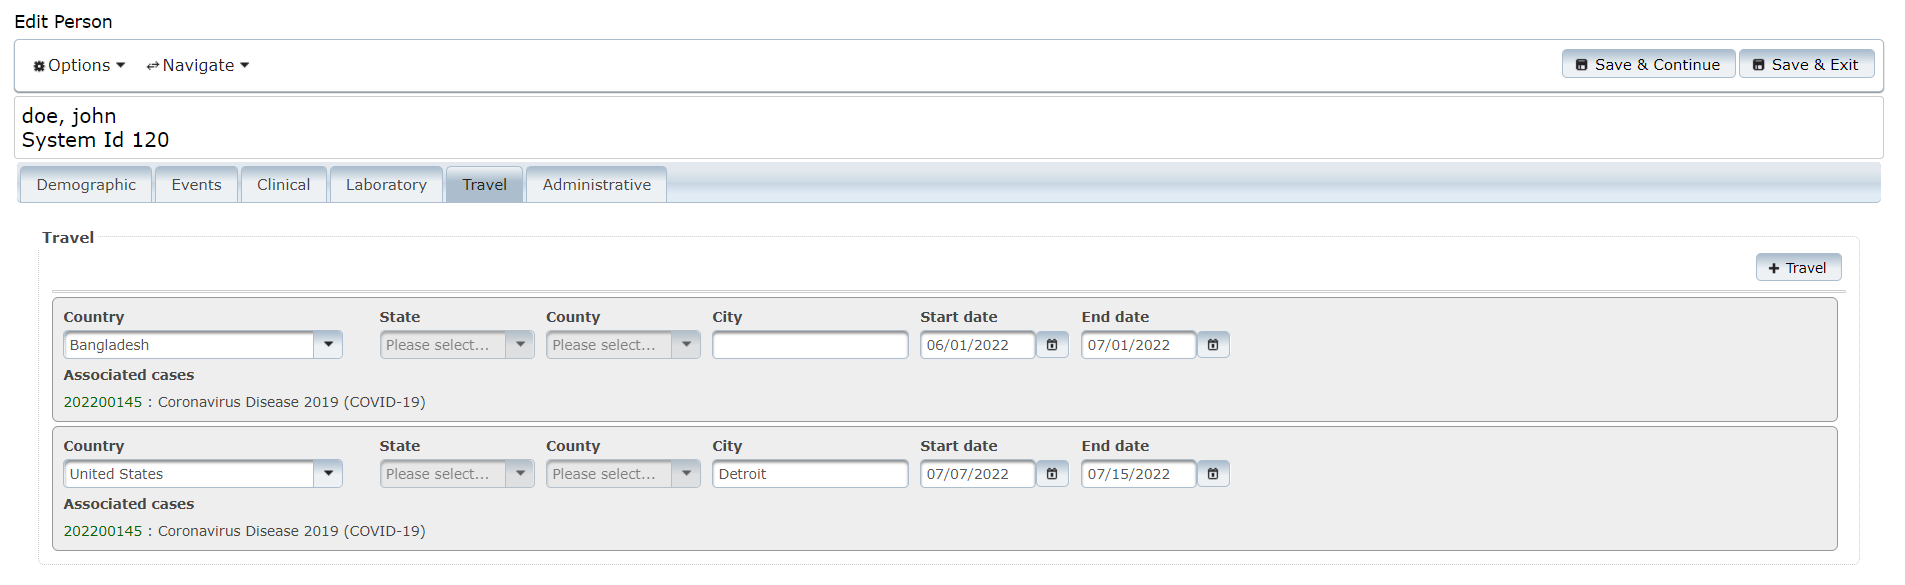 Edit Person
Options Navigate Save & Continue Save & Exit
doe, john
System Id 120
Demographic Events Clinical Laboratory Travel Administrative
Travel
+ Travel
Country State County City Start date End date
Bangladesh Please select... Please select... 06/01/2022 07/01/2022
Associated cases
202200145 : Coronavirus Disease 2019 (COVID-19)
Country State County City Start date End date
United States Please select... Please select... Detroit 07/07/2022 07/15/2022
Associated cases
202200145 : Coronavirus Disease 2019 (COVID-19)